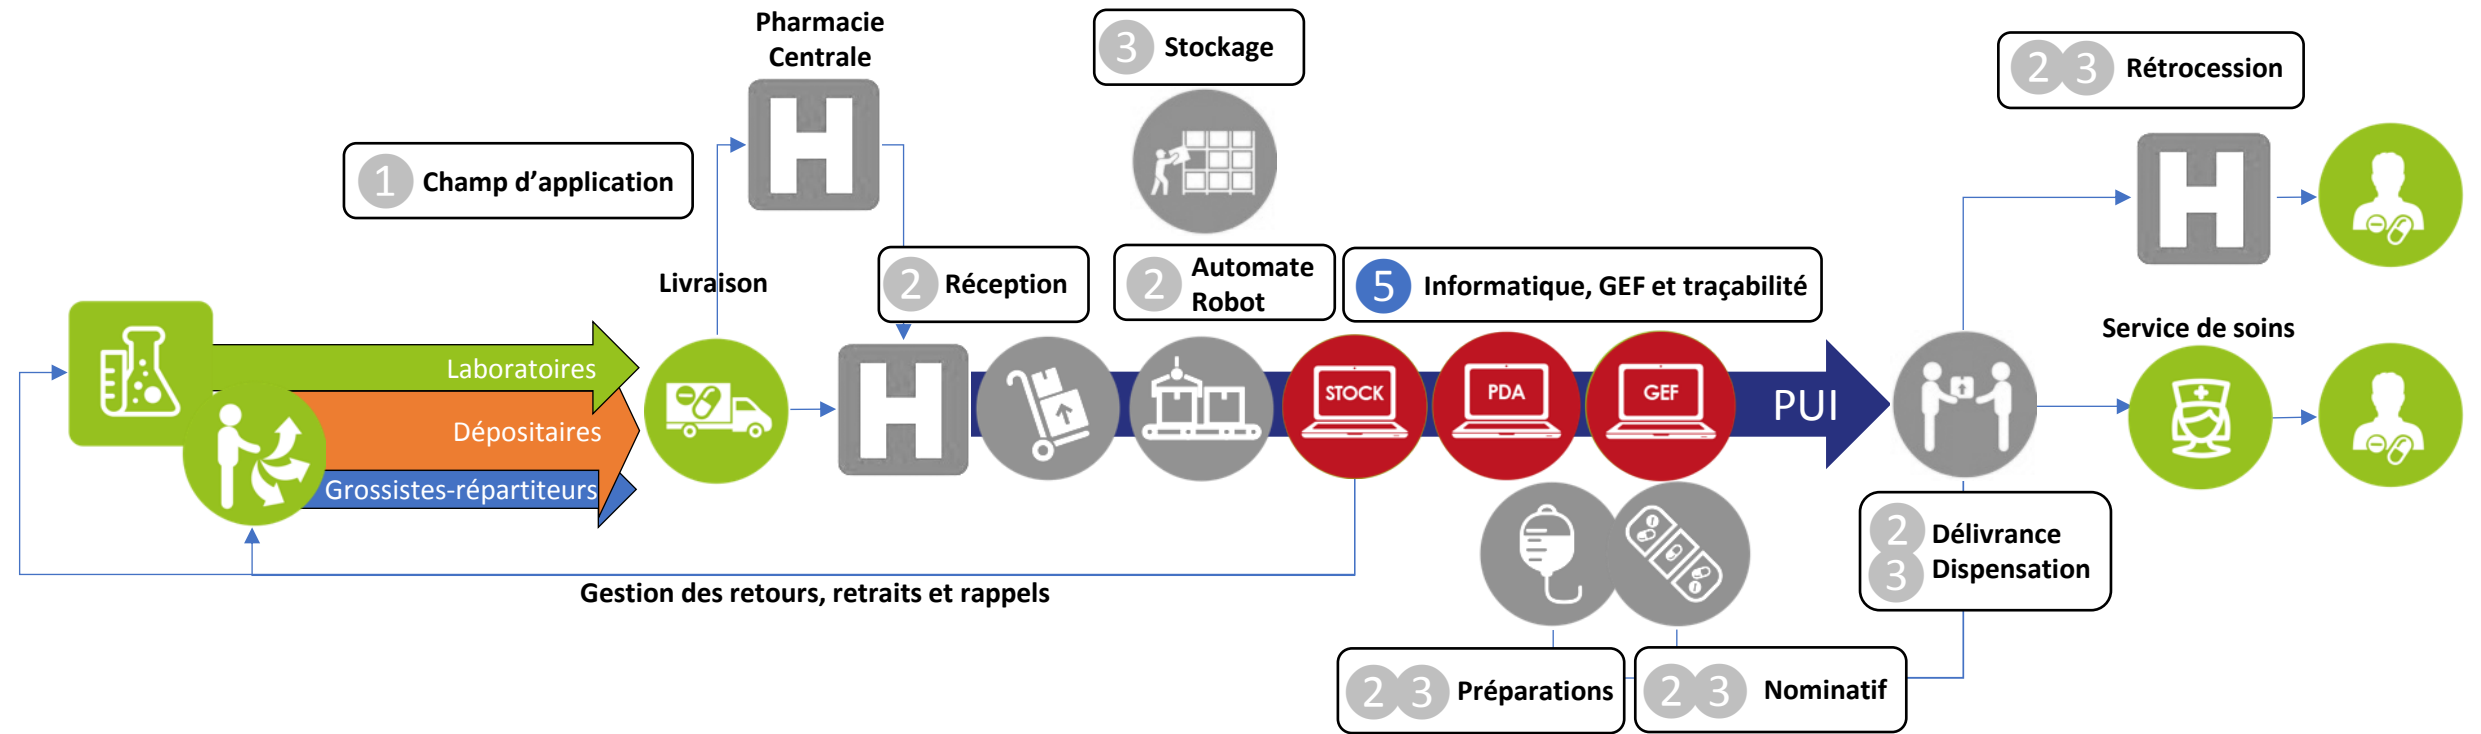 Pharmacie
Centrale
3 Stockage
2 3 Rétrocession
1 Champ d’application
H
H
Livraison
2 Réception
2 Automate
Robot
5 Informatique, GEF et traçabilité
Service de soins
Laboratoires
Dépositaires
Grossistes-répartiteurs
H
STOCK
PDA
GEF
PUI
2 Délivrance
3 Dispensation
Gestion des retours, retraits et rappels
2 3 Préparations
2 3 Nominatif